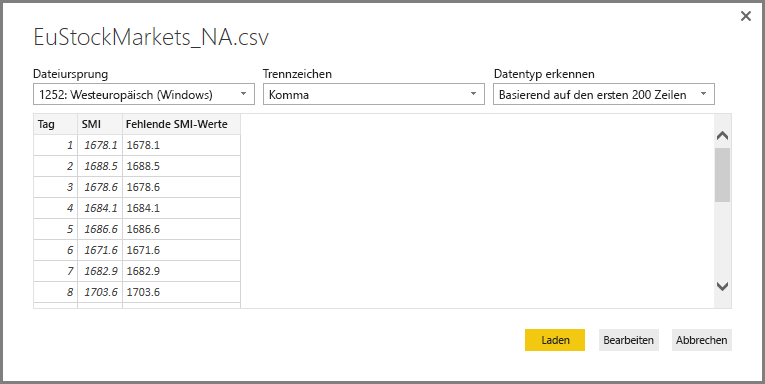 EuStockMarkets_NA.csv
Dateiursprung Trennzeichen Datentyp erkennen
1252: Westeuropäisch (Windows) Komma Basierend auf den ersten 200 Zeilen
Tag SMI Fehlende SMI-Werte
1 1678.1 1678.1
2 1688.5 1688.5
3 1678.6 1678.6
4 1684.1 1684.1
5 1686.6 1686.6
6 1671.6 1671.6
7 1682.9 1682.9
8 1703.6 1703.6
Laden Bearbeiten Abbrechen